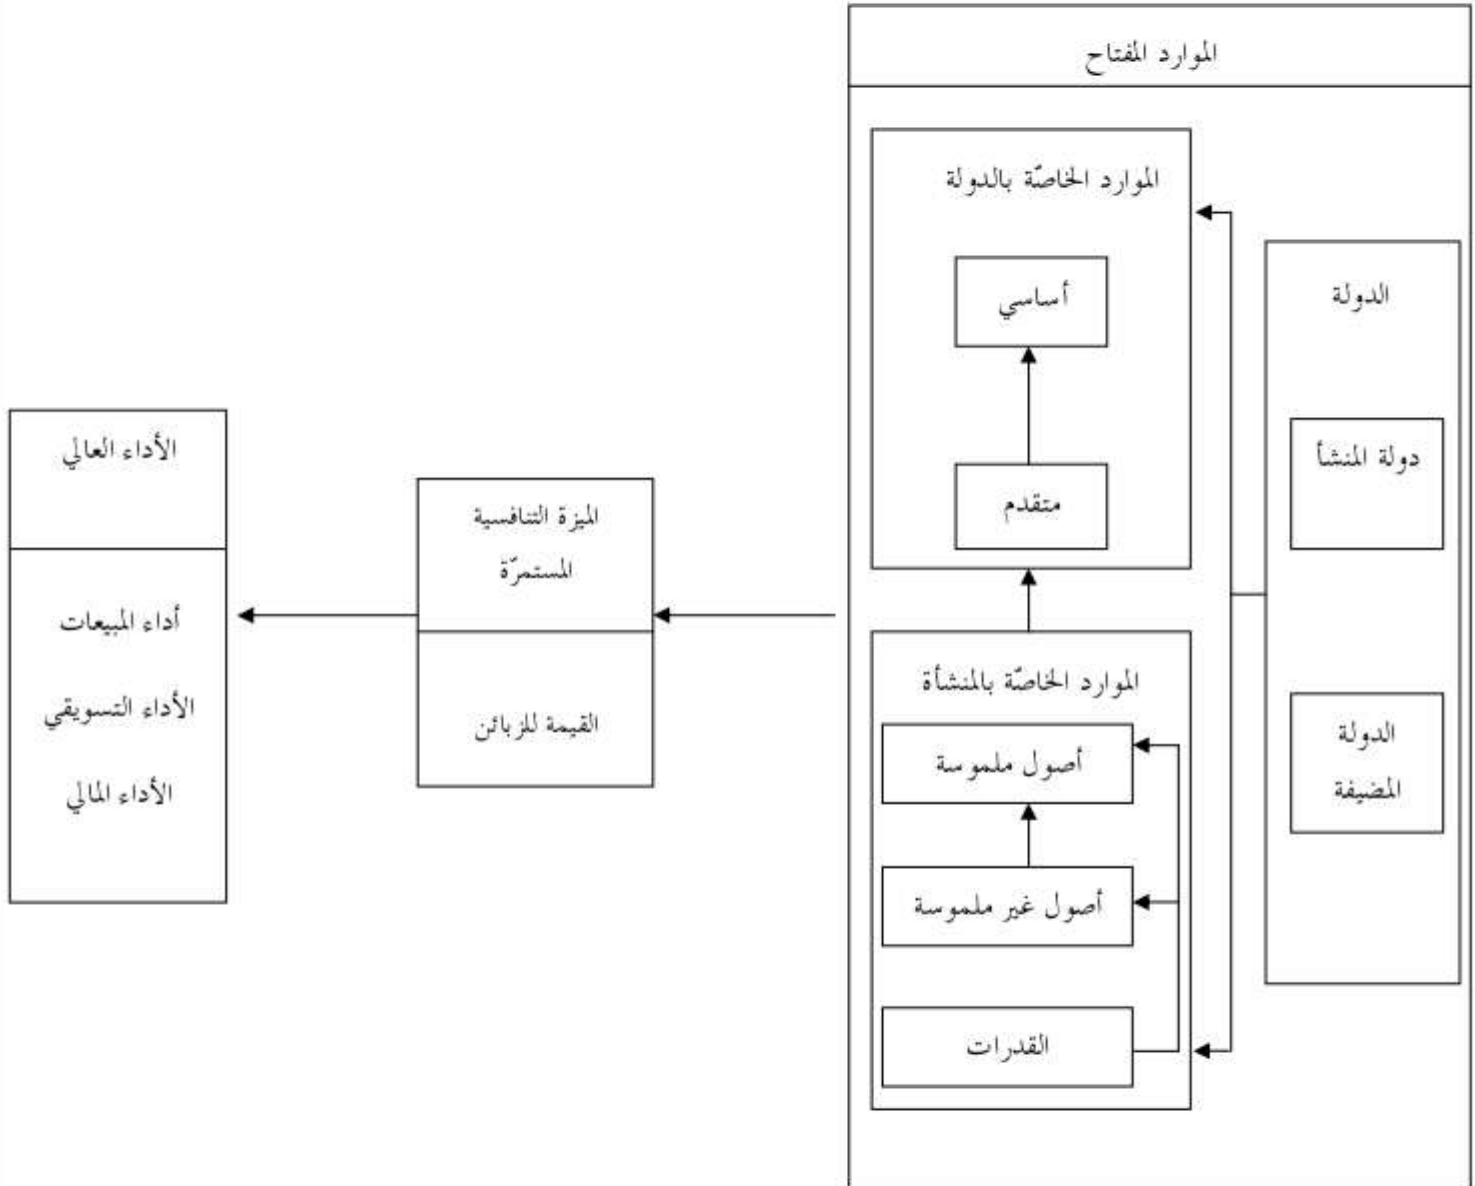 الموارد المفتاح
الدولة
دولة المنشأ
الدولة
المضيفة
الموارد الخاصّة بالدولة
أساسي
متقدم
الموارد الخاصّة بالمنشأة
أصول ملموسة
أصول غير ملموسة
القدرات
الميزة التنافسية
المستمرّة
القيمة للزبائن
الأداء العالي
أداء المبيعات
الأداء التسويقي
الأداء المالي